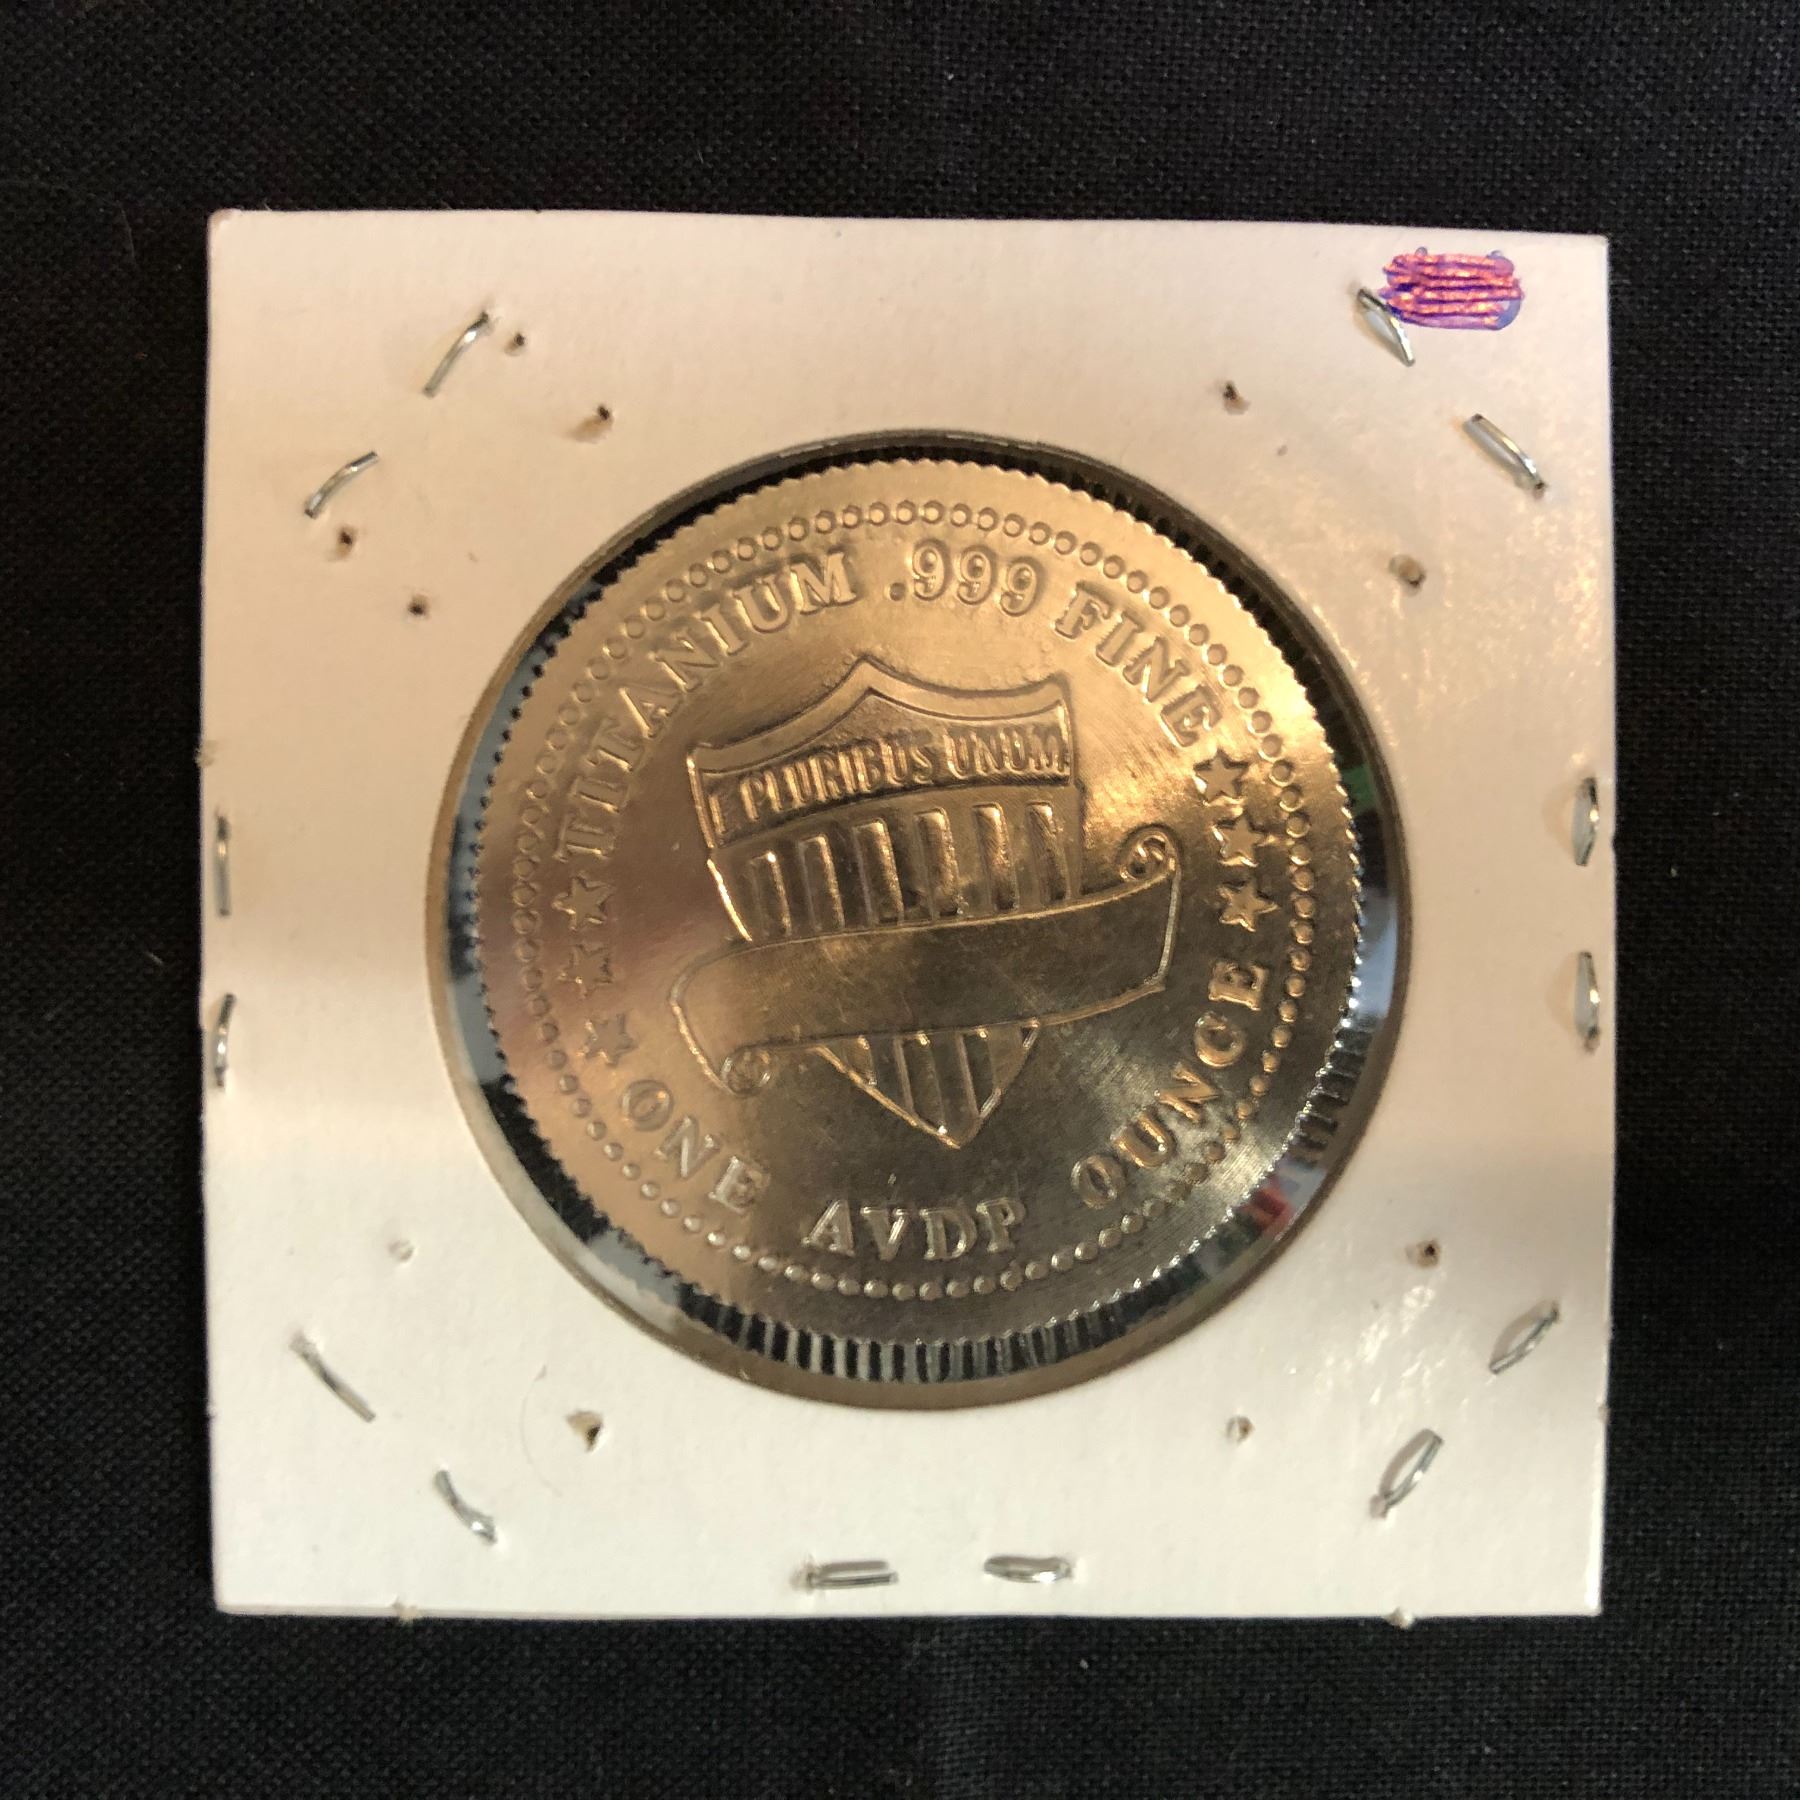 TITANIUM .999 FINE
E PLURIBUS UNUM
ONE AVDP OUNCE